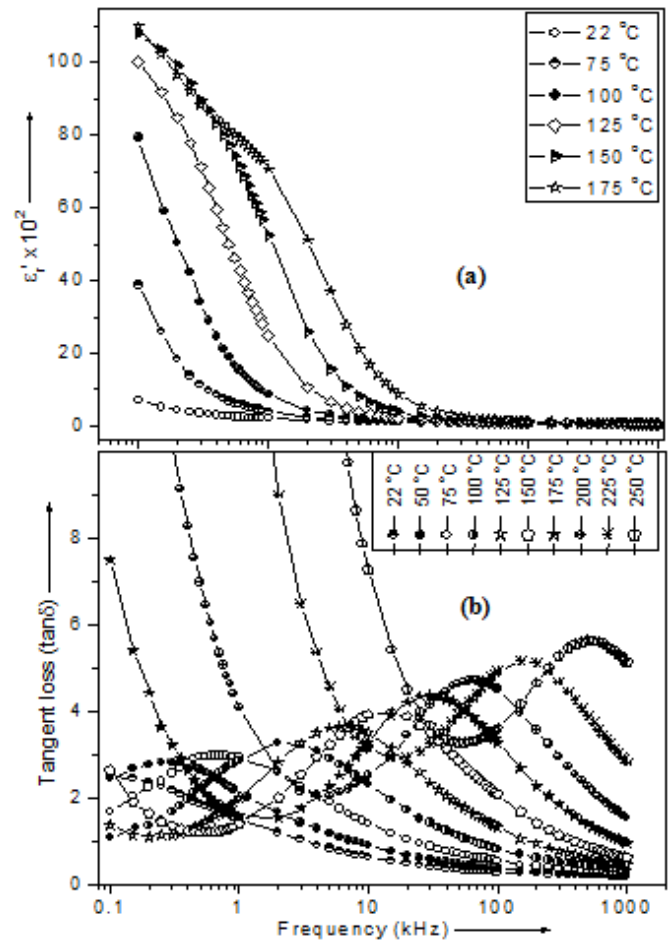 100
80
60
40
20
0
εr' x10²
22 °C
75 °C
100 °C
125 °C
150 °C
175 °C
(a)
8
6
4
2
0
Tangent loss (tanδ)
22 °C
50 °C
75 °C
100 °C
125 °C
150 °C
175 °C
200 °C
225 °C
250 °C
(b)
0.1 1 10 100 1000
Frequency (kHz)